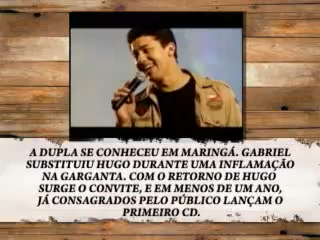 A DUPLA SE CONHECEU EM MARINGÁ. GABRIEL
SUBSTITUIU HUGO DURANTE UMA INFLAMAÇÃO
NA GARGANTA. COM O RETORNO DE HUGO
SURGE O CONVITE, E EM MENOS DE UM ANO,
JÁ CONSAGRADOS PELO PÚBLICO LANÇAM O
PRIMEIRO CD.